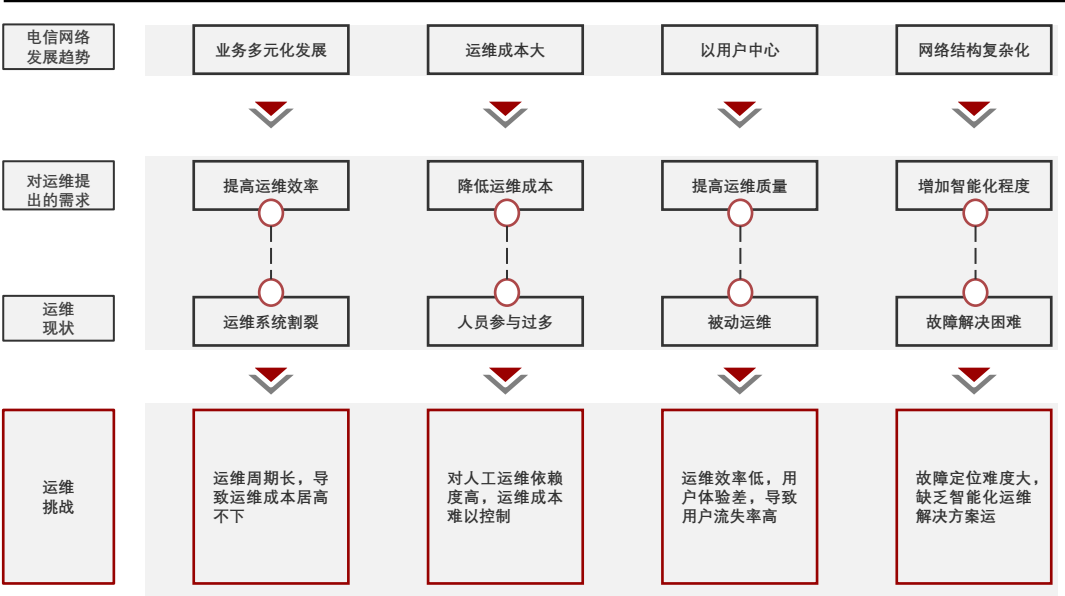 电信网络
发展趋势
业务多元化发展
运维成本大
以用户中心
网络结构复杂化
对运维提
出的需求
提高运维效率
降低运维成本
提高运维质量
增加智能化程度
运维
现状
运维系统割裂
人员参与过多
被动运维
故障解决困难
运维
挑战
运维周期长，导
致运维成本居高
不下
对人工运维依赖
度高，运维成本
难以控制
运维效率低，用
户体验差，导致
用户流失率高
故障定位难度大，
缺乏智能化运维
解决方案运